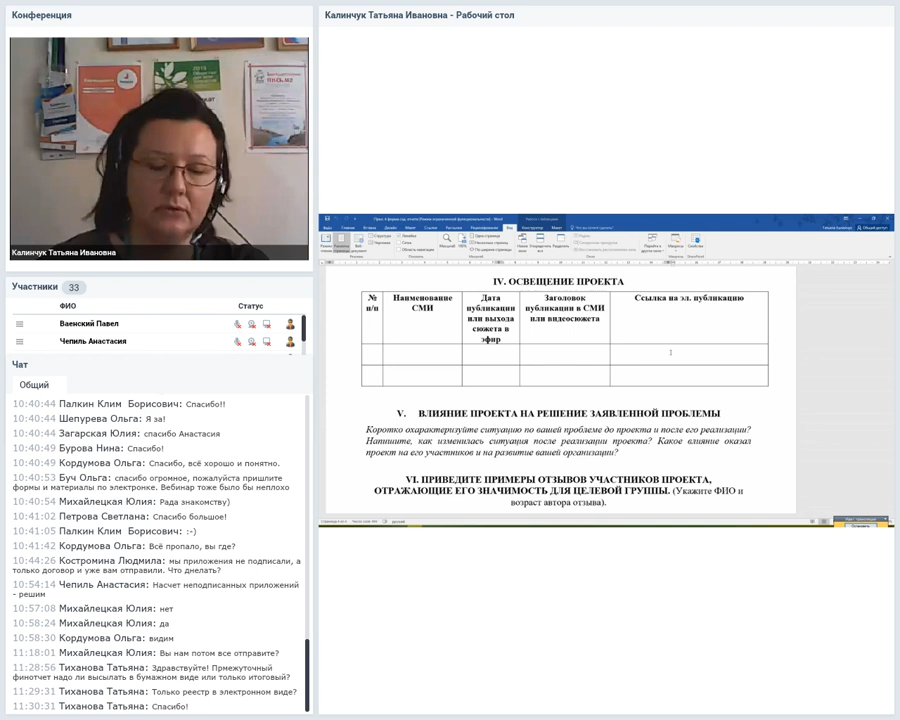 Конференция
Калинчук Татьяна Ивановна
Участники 33
ФИО Статус
Ваенский Павел
Чепиль Анастасия
Чат
Общий
10:40:44 Палкин Клим Борисович: Спасибо!!
10:40:44 Шепурева Ольга: Я за!
10:40:44 Загарская Юлия: спасибо Анастасия
10:40:49 Бурова Нина: Спасибо!
10:40:49 Кордумова Ольга: Спасибо, всё хорошо и понятно.
10:40:53 Буч Ольга: спасибо огромное, пожалуйста пришлите
формы и материалы по электронке. Вебинар тоже было бы неплохо
10:40:54 Михайлецкая Юлия: Рада знакомству)
10:41:02 Петрова Светлана: Спасибо большое!
10:41:05 Палкин Клим Борисович: :-)
10:41:42 Кордумова Ольга: Всё пропало, вы где?
10:44:26 Костромина Людмила: мы приложения не подписали, а
только договор и уже вам отправили. Что днелать?
10:54:14 Чепиль Анастасия: Насчет неподписанных приложений
- решим
10:57:08 Михайлецкая Юлия: нет
10:58:24 Михайлецкая Юлия: да
10:58:30 Кордумова Ольга: видим
11:18:01 Михайлецкая Юлия: Вы нам потом все отправите?
11:28:56 Тиханова Татьяна: Здравствуйте! Прмежуточный
финотчет надо ли высылать в бумажном виде или только итоговый?
11:29:31 Тиханова Татьяна: Только реестр в электронном виде?
11:30:31 Тиханова Татьяна: Спасибо!
Калинчук Татьяна Ивановна - Рабочий стол
IV. ОСВЕЩЕНИЕ ПРОЕКТА
№ п/п
Наименование СМИ
Дата публикации или выхода сюжета в эфир
Заголовок публикации в СМИ или видеосюжета
Ссылка на эл. публикацию
V. ВЛИЯНИЕ ПРОЕКТА НА РЕШЕНИЕ ЗАЯВЛЕННОЙ ПРОБЛЕМЫ
Коротко охарактеризуйте ситуацию по вашей проблеме до проекта и после его реализации?
Напишите, как изменилась ситуация после реализации проекта? Какое влияние оказал
проект на его участников и на развитие вашей организации?
VI. ПРИВЕДИТЕ ПРИМЕРЫ ОТЗЫВОВ УЧАСТНИКОВ ПРОЕКТА,
ОТРАЖАЮЩИЕ ЕГО ЗНАЧИМОСТЬ ДЛЯ ЦЕЛЕВОЙ ГРУППЫ. (Укажите ФИО и
возраст автора отзыва).